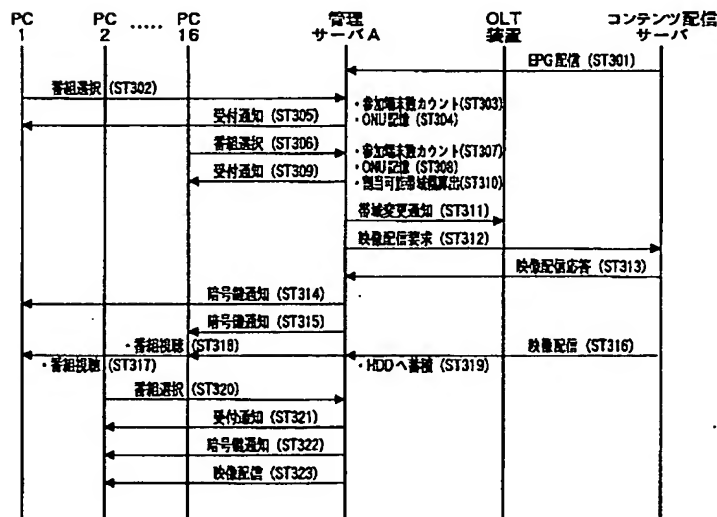 PC
1
PC
2
.....
PC
16
管理
サーバA
OLT
装置
コンテンツ配信
サーバ
EPG配信 (ST301)
番組選択 (ST302)
・参加端末数カウント(ST303)
・ONU記憶 (ST304)
受付通知 (ST305)
番組選択 (ST306)
・参加端末数カウント(ST307)
・ONU記憶 (ST308)
受付通知 (ST309)
・割当可能帯域幅算出(ST310)
帯域変更通知 (ST311)
映像配信要求 (ST312)
映像配信応答 (ST313)
暗号鍵通知 (ST314)
暗号鍵通知 (ST315)
・番組視聴 (ST318)
映像配信 (ST316)
・番組視聴 (ST317)
・HDDへ蓄積 (ST319)
番組選択 (ST320)
受付通知 (ST321)
暗号鍵通知 (ST322)
映像配信 (ST323)